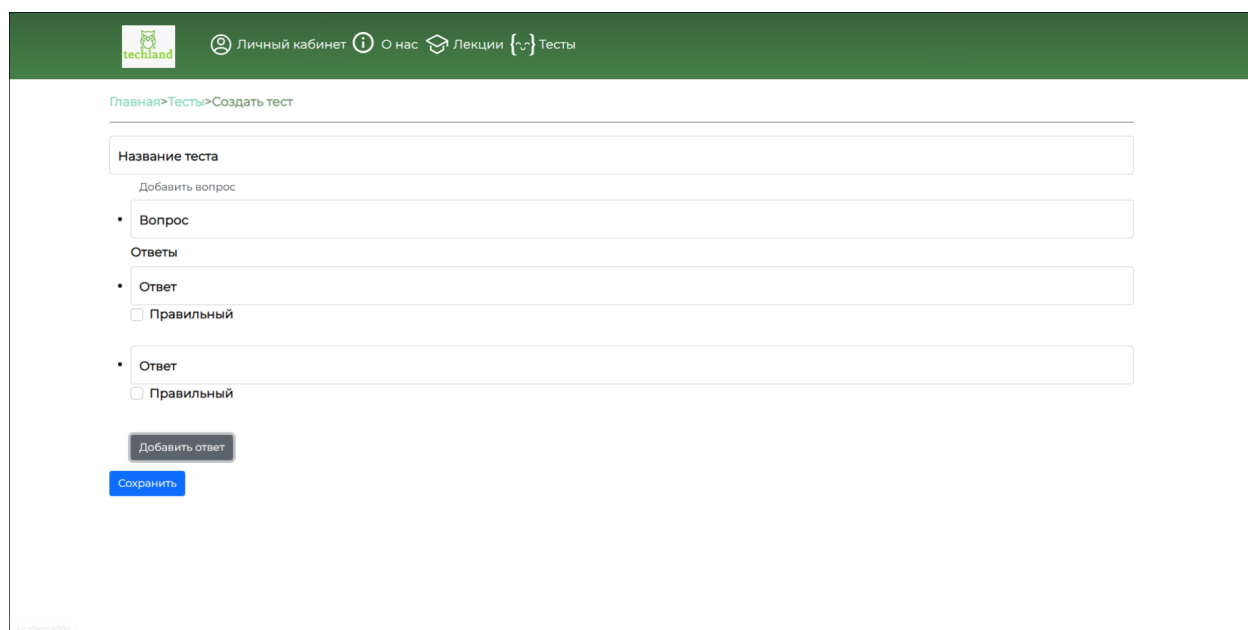 techland Личный кабинет О нас Лекции Тесты
Главная>Тесты>Создать тест
Название теста
Добавить вопрос
Вопрос
Ответы
Ответ
Правильный
Ответ
Правильный
Добавить ответ
Сохранить